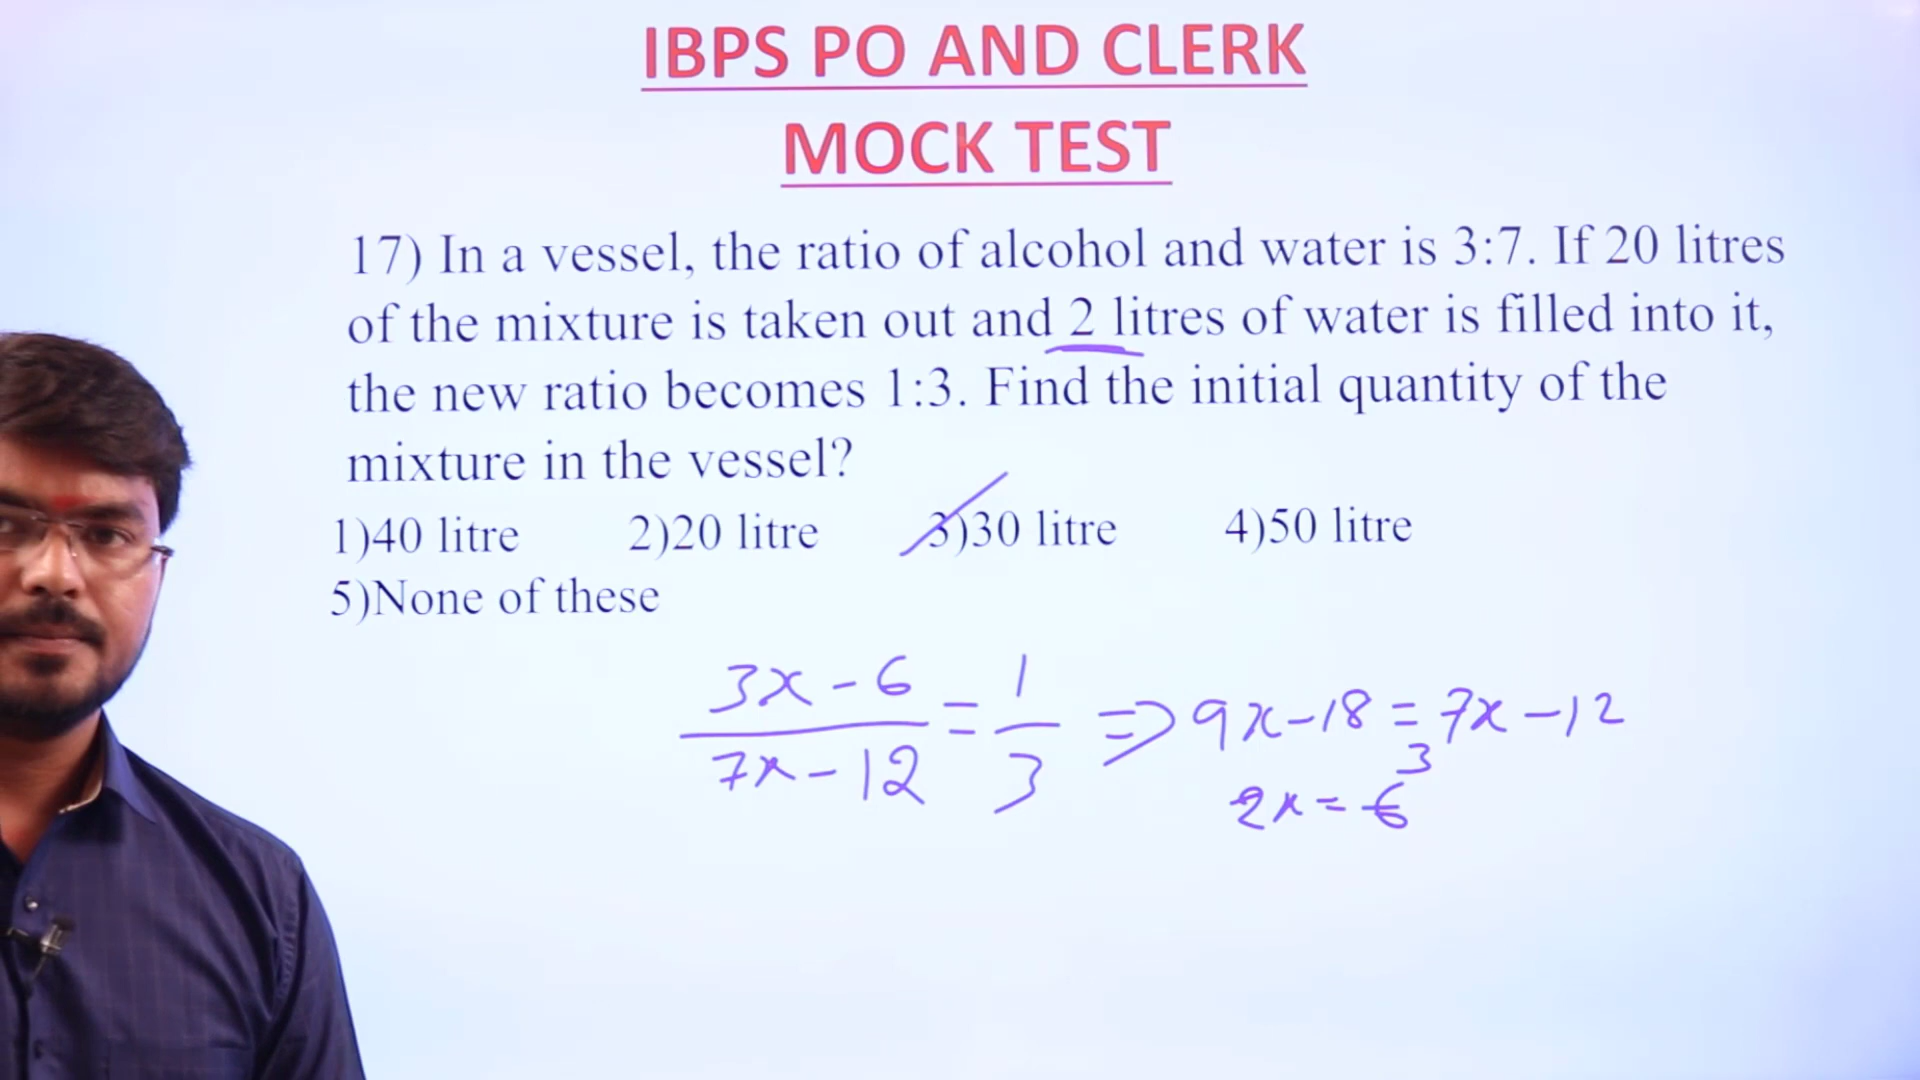 IBPS PO AND CLERK
MOCK TEST
17) In a vessel, the ratio of alcohol and water is 3:7. If 20 litres
of the mixture is taken out and 2 litres of water is filled into it,
the new ratio becomes 1:3. Find the initial quantity of the
mixture in the vessel?
1)40 litre 2)20 litre 3)30 litre 4)50 litre
5)None of these
3x-6/7x-12 = 1/3 => 9x-18 = 7x-12
3
2x = 6